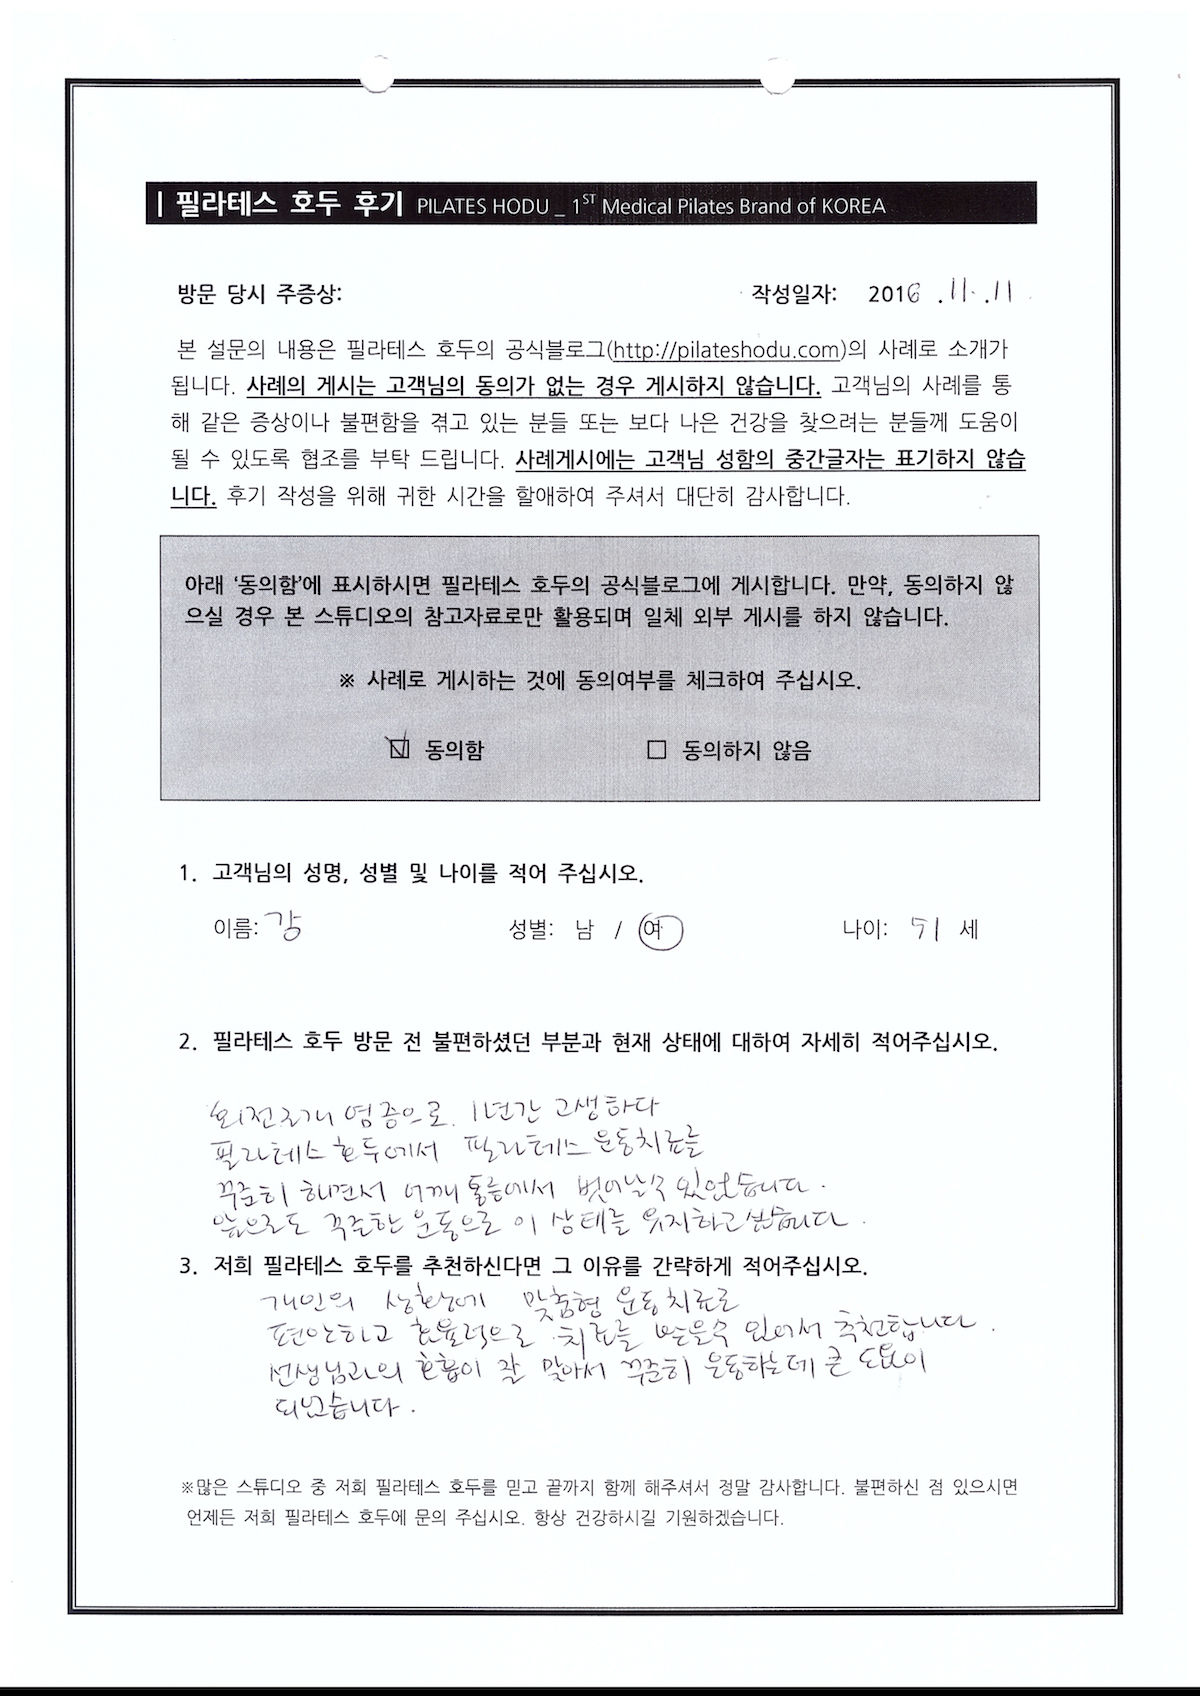 | 필라테스 호두 후기 PILATES HODU _ 1ST Medical Pilates Brand of KOREA
방문 당시 주증상: 작성일자: 2016 .11. .11
본 설문의 내용은 필라테스 호두의 공식블로그(http://pilateshodu.com)의 사례로 소개가
됩니다. 사례의 게시는 고객님의 동의가 없는 경우 게시하지 않습니다. 고객님의 사례를 통
해 같은 증상이나 불편함을 겪고 있는 분들 또는 보다 나은 건강을 찾으려는 분들께 도움이
될 수 있도록 협조를 부탁 드립니다. 사례게시에는 고객님 성함의 중간글자는 표기하지 않습
니다. 후기 작성을 위해 귀한 시간을 할애하여 주셔서 대단히 감사합니다.
아래 ‘동의함’에 표시하시면 필라테스 호두의 공식블로그에 게시합니다. 만약, 동의하지 않
으실 경우 본 스튜디오의 참고자료로만 활용되며 일체 외부 게시를 하지 않습니다.
※ 사례로 게시하는 것에 동의여부를 체크하여 주십시오.
☑ 동의함 □ 동의하지 않음
1. 고객님의 성명, 성별 및 나이를 적어 주십시오.
이름: 강 성별: 남 / 여 나이: 51 세
2. 필라테스 호두 방문 전 불편하셨던 부분과 현재 상태에 대하여 자세히 적어주십시오.
회전근개 염증으로 1년간 고생하다
필라테스 호두에서 필라테스 운동치료를
꾸준히 하면서 어깨 통증에서 벗어날수 있었습니다.
앞으로도 꾸준한 운동으로 이 상태를 유지하고 싶습니다.
3. 저희 필라테스 호두를 추천하신다면 그 이유를 간략하게 적어주십시오.
개인의 상황에 맞춤형 운동치료로
편안하고 효율적으로 치료를 받을수 있어서 추천합니다.
선생님과의 호흡이 잘 맞아서 꾸준히 운동하는데 큰 도움이
되었습니다.
※많은 스튜디오 중 저희 필라테스 호두를 믿고 끝까지 함께 해주셔서 정말 감사합니다. 불편하신 점 있으시면
언제든 저희 필라테스 호두에 문의 주십시오. 항상 건강하시길 기원하겠습니다.